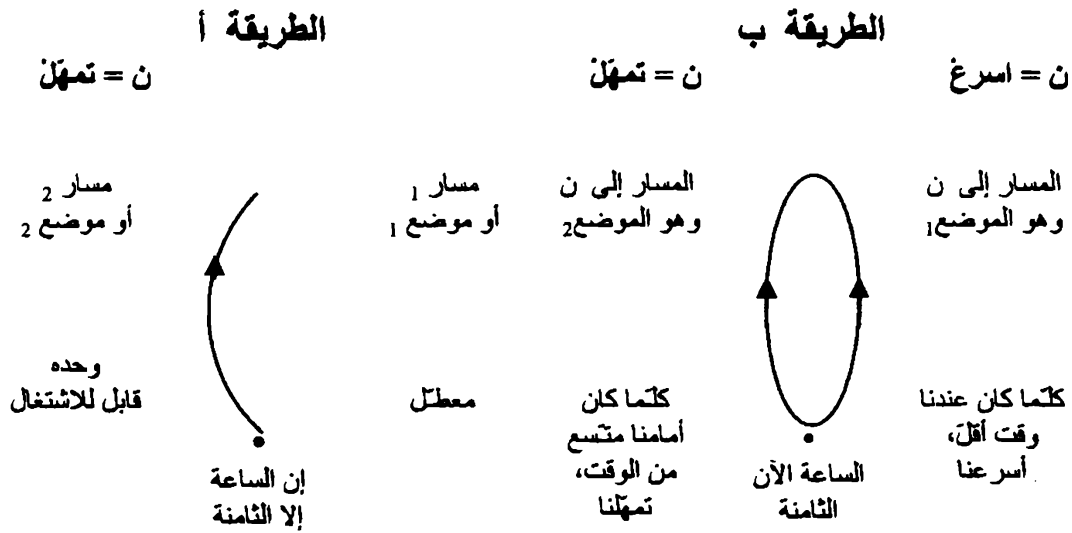 الطريقة ب
ن = اسرعْ
ن = تمهّلْ
المسار إلى ن
وهو الموضع1
المسار إلى ن
وهو الموضع2
كلّما كان عندنا
وقت أقلّ،
أسرعنا
الساعة الآن
الثامنة
كلّما كان
أمامنا متّسع
من الوقت،
تمهّلنا
الطريقة أ
ن = تمهّلْ
مسار 1
أو موضع 1
مسار 2
أو موضع 2
معطّل
وحده
قابل للاشتغال
إن الساعة
إلا الثامنة